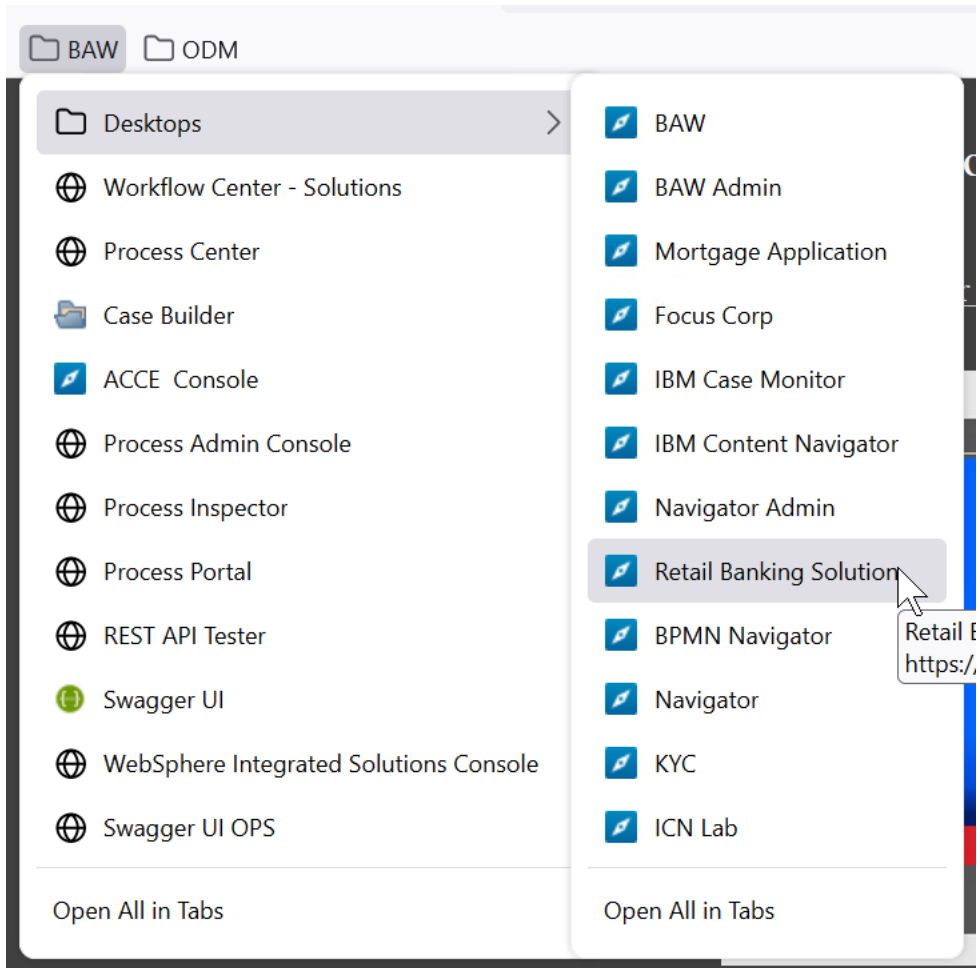 BAW
ODM
Desktops
Workflow Center - Solutions
Process Center
Case Builder
ACCE Console
Process Admin Console
Process Inspector
Process Portal
REST API Tester
Swagger UI
WebSphere Integrated Solutions Console
Swagger UI OPS
Open All in Tabs
BAW
BAW Admin
Mortgage Application
Focus Corp
IBM Case Monitor
IBM Content Navigator
Navigator Admin
Retail Banking Solution
BPMN Navigator
Navigator
KYC
ICN Lab
Open All in Tabs
Retail
https:/